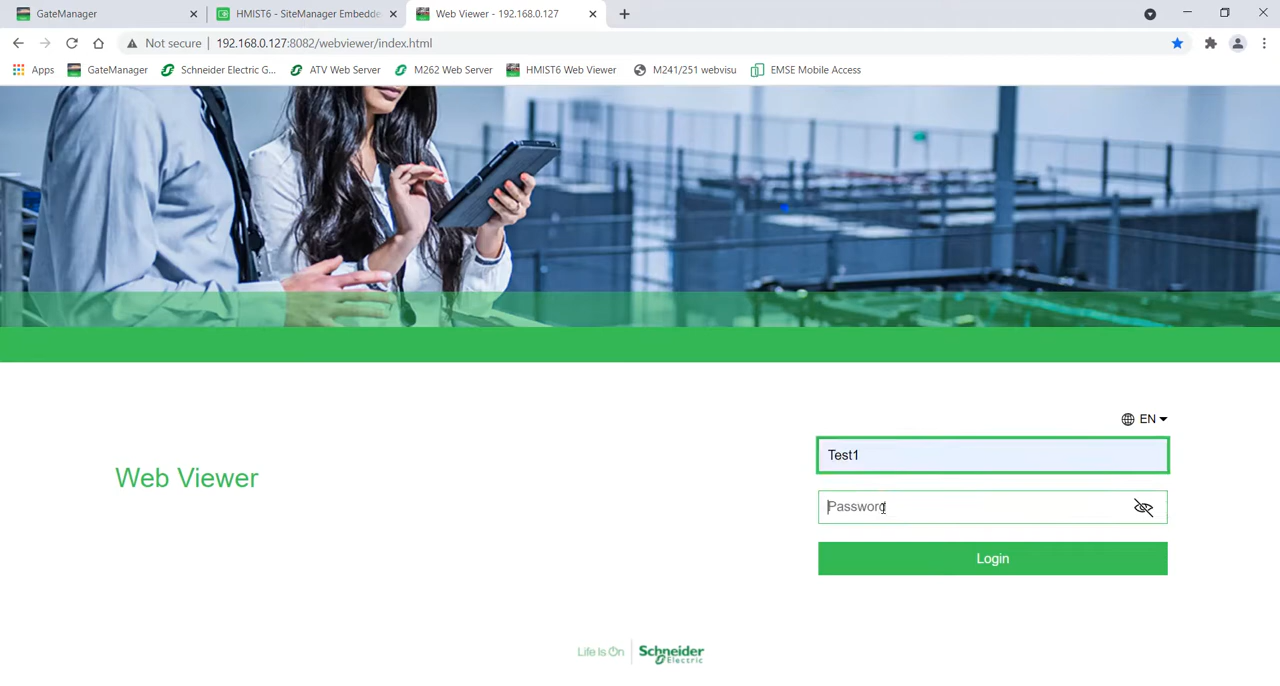 GateManager
HMIST6 - SiteManager Embedde
Web Viewer - 192.168.0.127
Not secure | 192.168.0.127:8082/webviewer/index.html
Apps GateManager Schneider Electric G... ATV Web Server M262 Web Server HMIST6 Web Viewer M241/251 webvisu EMSE Mobile Access
EN
Test1
Web Viewer
Password
Login
Life Is On | Schneider Electric